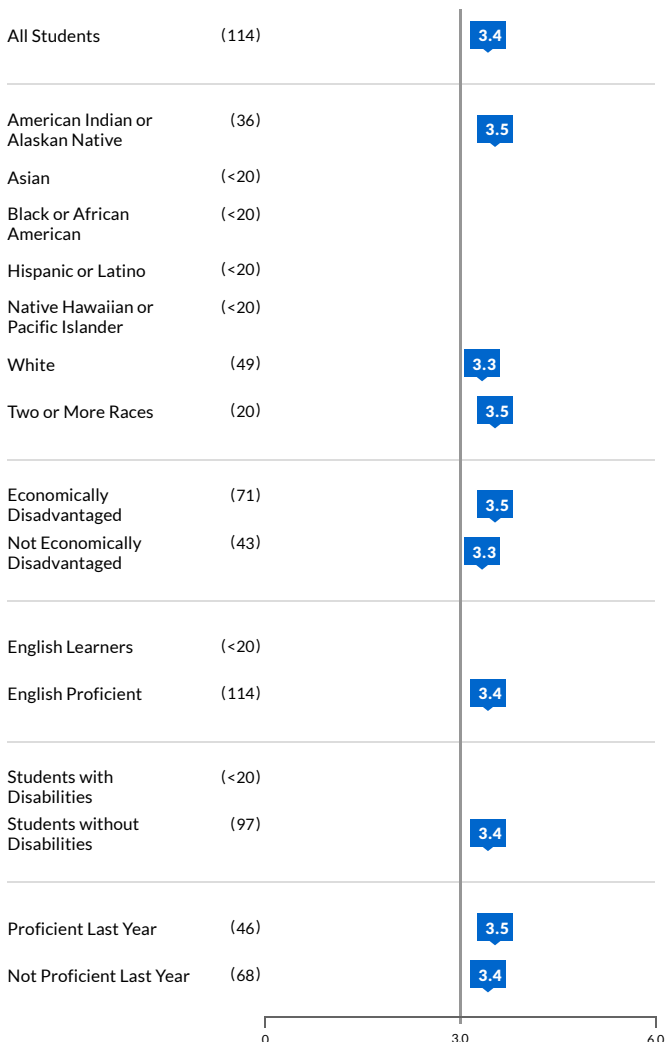 All Students (114) 3.4
American Indian or (36)
Alaskan Native 3.5
Asian (<20)
Black or African (<20)
American
Hispanic or Latino (<20)
Native Hawaiian or (<20)
Pacific Islander
White (49) 3.3
Two or More Races (20) 3.5
Economically (71)
Disadvantaged 3.5
Not Economically (43) 3.3
Disadvantaged
English Learners (<20)
English Proficient (114) 3.4
Students with (<20)
Disabilities
Students without (97) 3.4
Disabilities
Proficient Last Year (46) 3.5
Not Proficient Last Year (68) 3.4
0 3.0 6.0